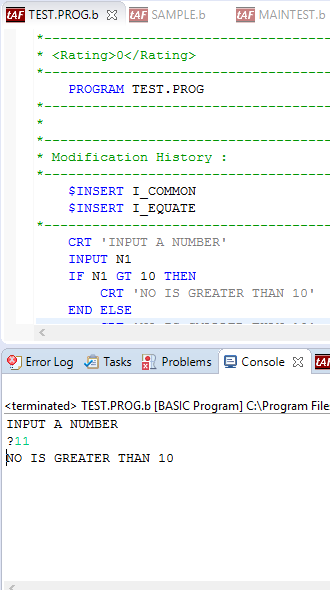 tAF TEST.PROG.b tAF SAMPLE.b tAF MAINTEST.b
*-----------------------------------
* <Rating>0</Rating>
*-----------------------------------
PROGRAM TEST.PROG
*-----------------------------------
*
*-----------------------------------
* Modification History :
*-----------------------------------
$INSERT I_COMMON
$INSERT I_EQUATE
*-----------------------------------
CRT 'INPUT A NUMBER'
INPUT N1
IF N1 GT 10 THEN
CRT 'NO IS GREATER THAN 10'
END ELSE
Error Log Tasks Problems Console tAF
<terminated> TEST.PROG.b [BASIC Program] C:\Program Files
INPUT A NUMBER
?11
NO IS GREATER THAN 10